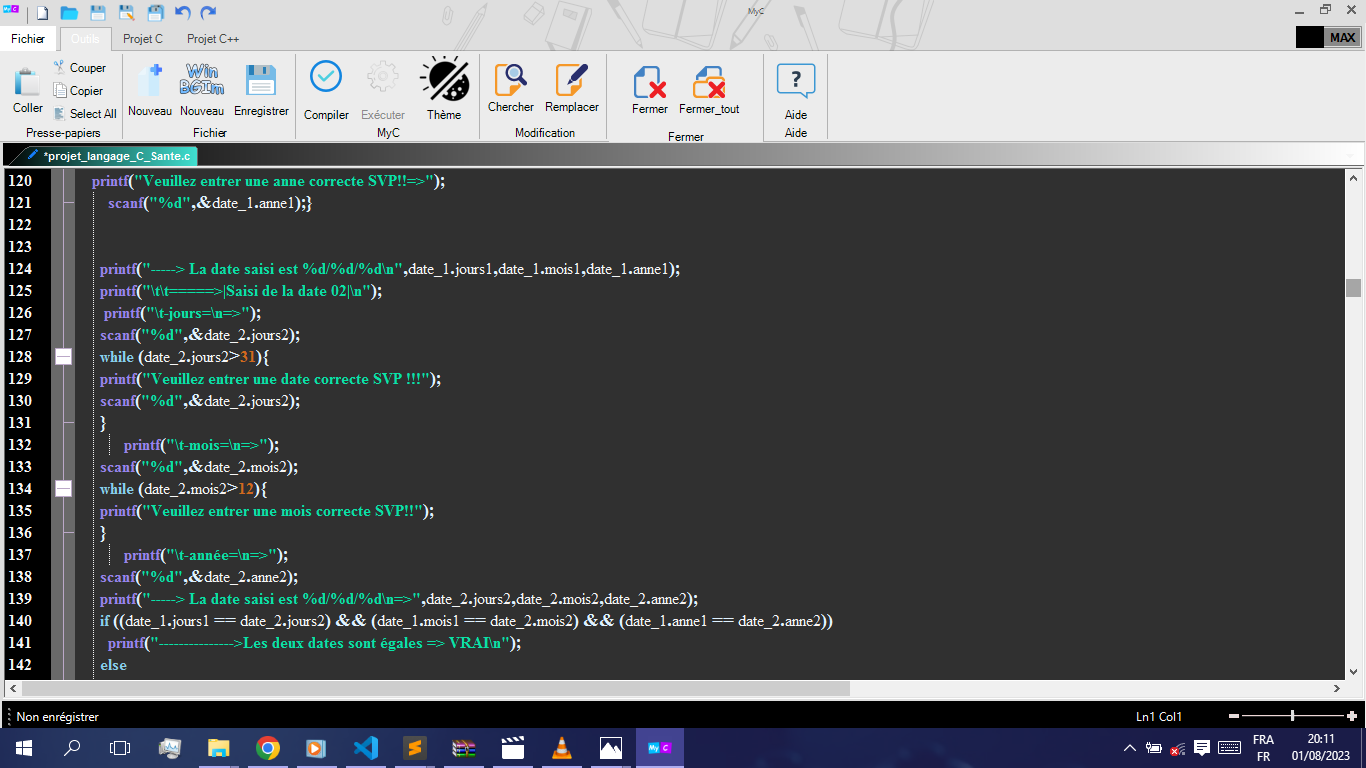 My C
MyC
Fichier Outils Projet C Projet C++
MAX
Coller
Couper
Copier
Select All
Presse-papiers
Nouveau
Win BGIm
Nouveau
Enregistrer
Fichier
Compiler
Exécuter
Thème
MyC
Chercher
Remplacer
Modification
Fermer
Fermer_tout
Fermer
?
Aide
Aide
*projet_langage_C_Sante.c
120 printf("Veuillez entrer une anne correcte SVP!!=>");
121 scanf("%d",&date_1.anne1);}
122
123
124 printf("-----> La date saisi est %d/%d/%d\n",date_1.jours1,date_1.mois1,date_1.anne1);
125 printf("\t\t=====>|Saisi de la date 02|\n");
126 printf("\t-jours=\n=>");
127 scanf("%d",&date_2.jours2);
128 while (date_2.jours2>31){
129 printf("Veuillez entrer une date correcte SVP !!!");
130 scanf("%d",&date_2.jours2);
131 }
132 printf("\t-mois=\n=>");
133 scanf("%d",&date_2.mois2);
134 while (date_2.mois2>12){
135 printf("Veuillez entrer une mois correcte SVP!!");
136 }
137 printf("\t-année=\n=>");
138 scanf("%d",&date_2.anne2);
139 printf("-----> La date saisi est %d/%d/%d\n=>",date_2.jours2,date_2.mois2,date_2.anne2);
140 if ((date_1.jours1 == date_2.jours2) && (date_1.mois1 == date_2.mois2) && (date_1.anne1 == date_2.anne2))
141 printf("--------------->Les deux dates sont égales => VRAI\n");
142 else
Non enrégistrer
Ln1 Col1
My C
FRA
FR
20:11
01/08/2023